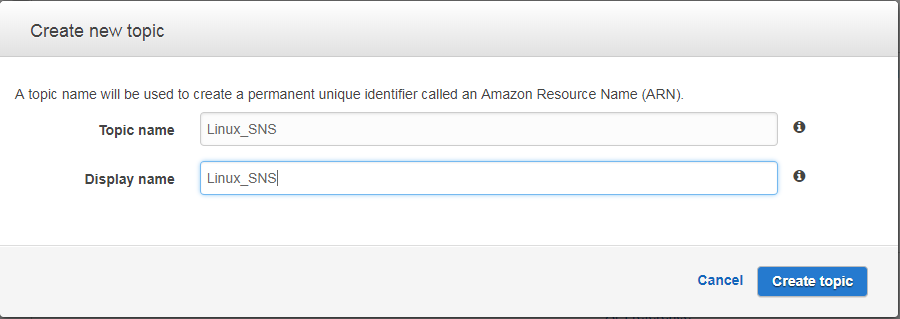 Create new topic
A topic name will be used to create a permanent unique identifier called an Amazon Resource Name (ARN).
Topic name Linux_SNS
Display name Linux_SNS
Cancel Create topic